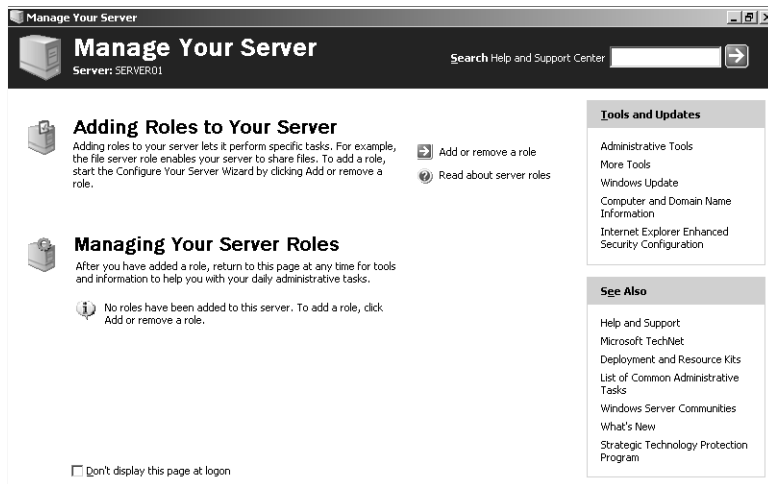 Manage Your Server
Manage Your Server
Server: SERVER01
Search Help and Support Center
Adding Roles to Your Server
Adding roles to your server lets it perform specific tasks. For example,
the file server role enables your server to share files. To add a role,
start the Configure Your Server Wizard by clicking Add or remove a
role.
Add or remove a role
Read about server roles
Managing Your Server Roles
After you have added a role, return to this page at any time for tools
and information to help you with your daily administrative tasks.
No roles have been added to this server. To add a role, click
Add or remove a role.
Don't display this page at logon
Tools and Updates
Administrative Tools
More Tools
Windows Update
Computer and Domain Name
Information
Internet Explorer Enhanced
Security Configuration
See Also
Help and Support
Microsoft TechNet
Deployment and Resource Kits
List of Common Administrative
Tasks
Windows Server Communities
What's New
Strategic Technology Protection
Program